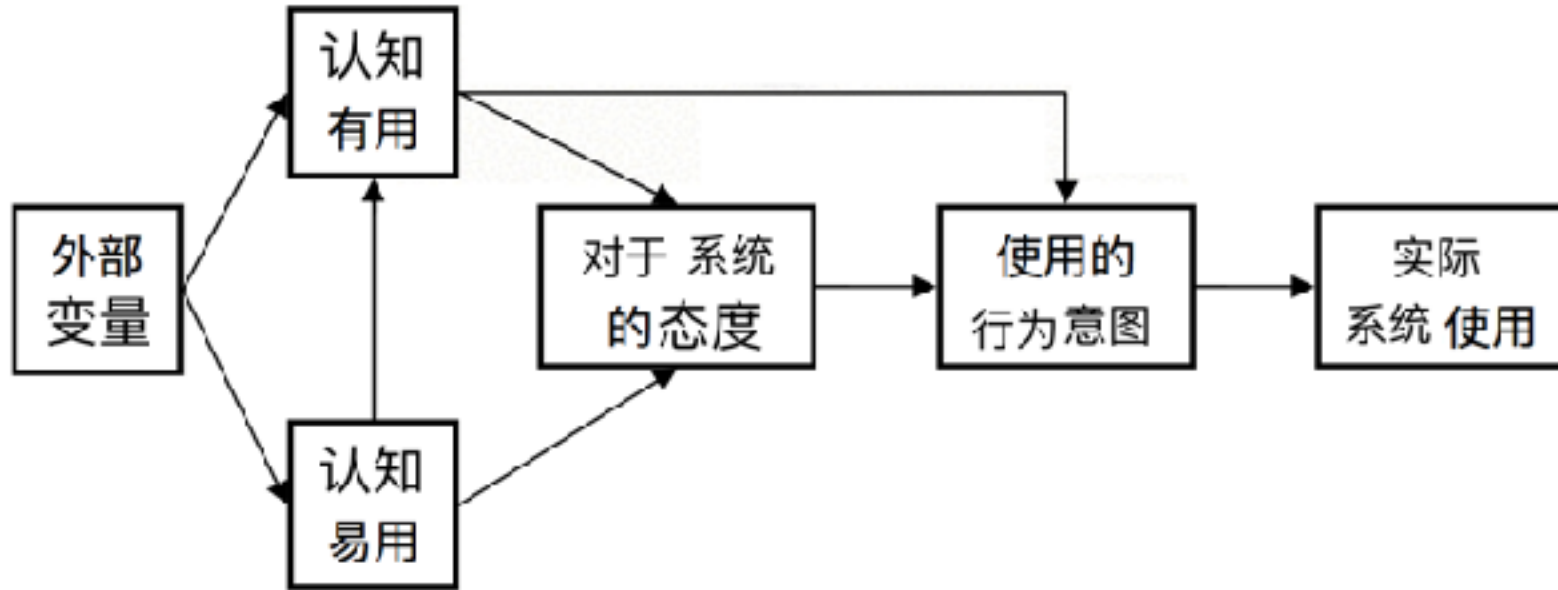 认知
有用
外部
变量
对于 系统
的态度
使用的
行为意图
实际
系统 使用
认知
易用